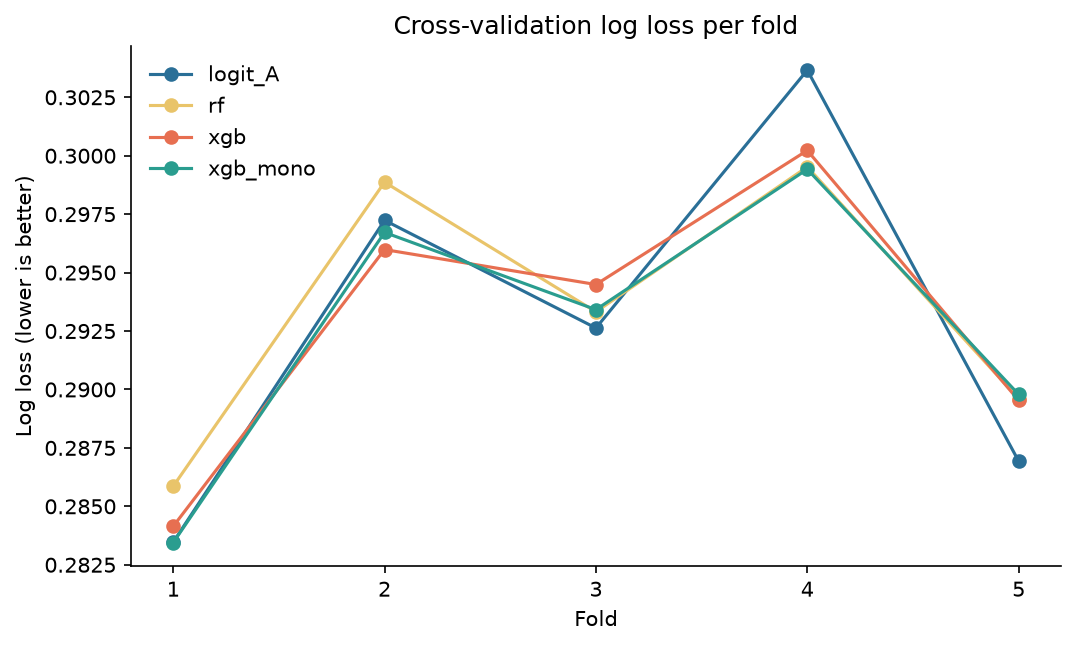 Cross-validation log loss per fold
logit_A
rf
xgb
xgb_mono
Log loss (lower is better)
0.3025
0.3000
0.2975
0.2950
0.2925
0.2900
0.2875
0.2850
0.2825
1 2 3 4 5
Fold